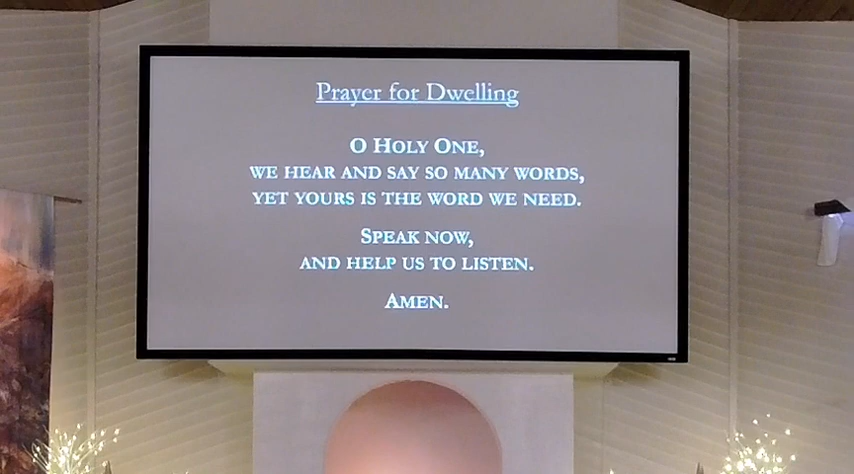 Prayer for Dwelling
O Holy One,
we hear and say so many words,
yet yours is the word we need.
Speak now,
and help us to listen.
Amen.